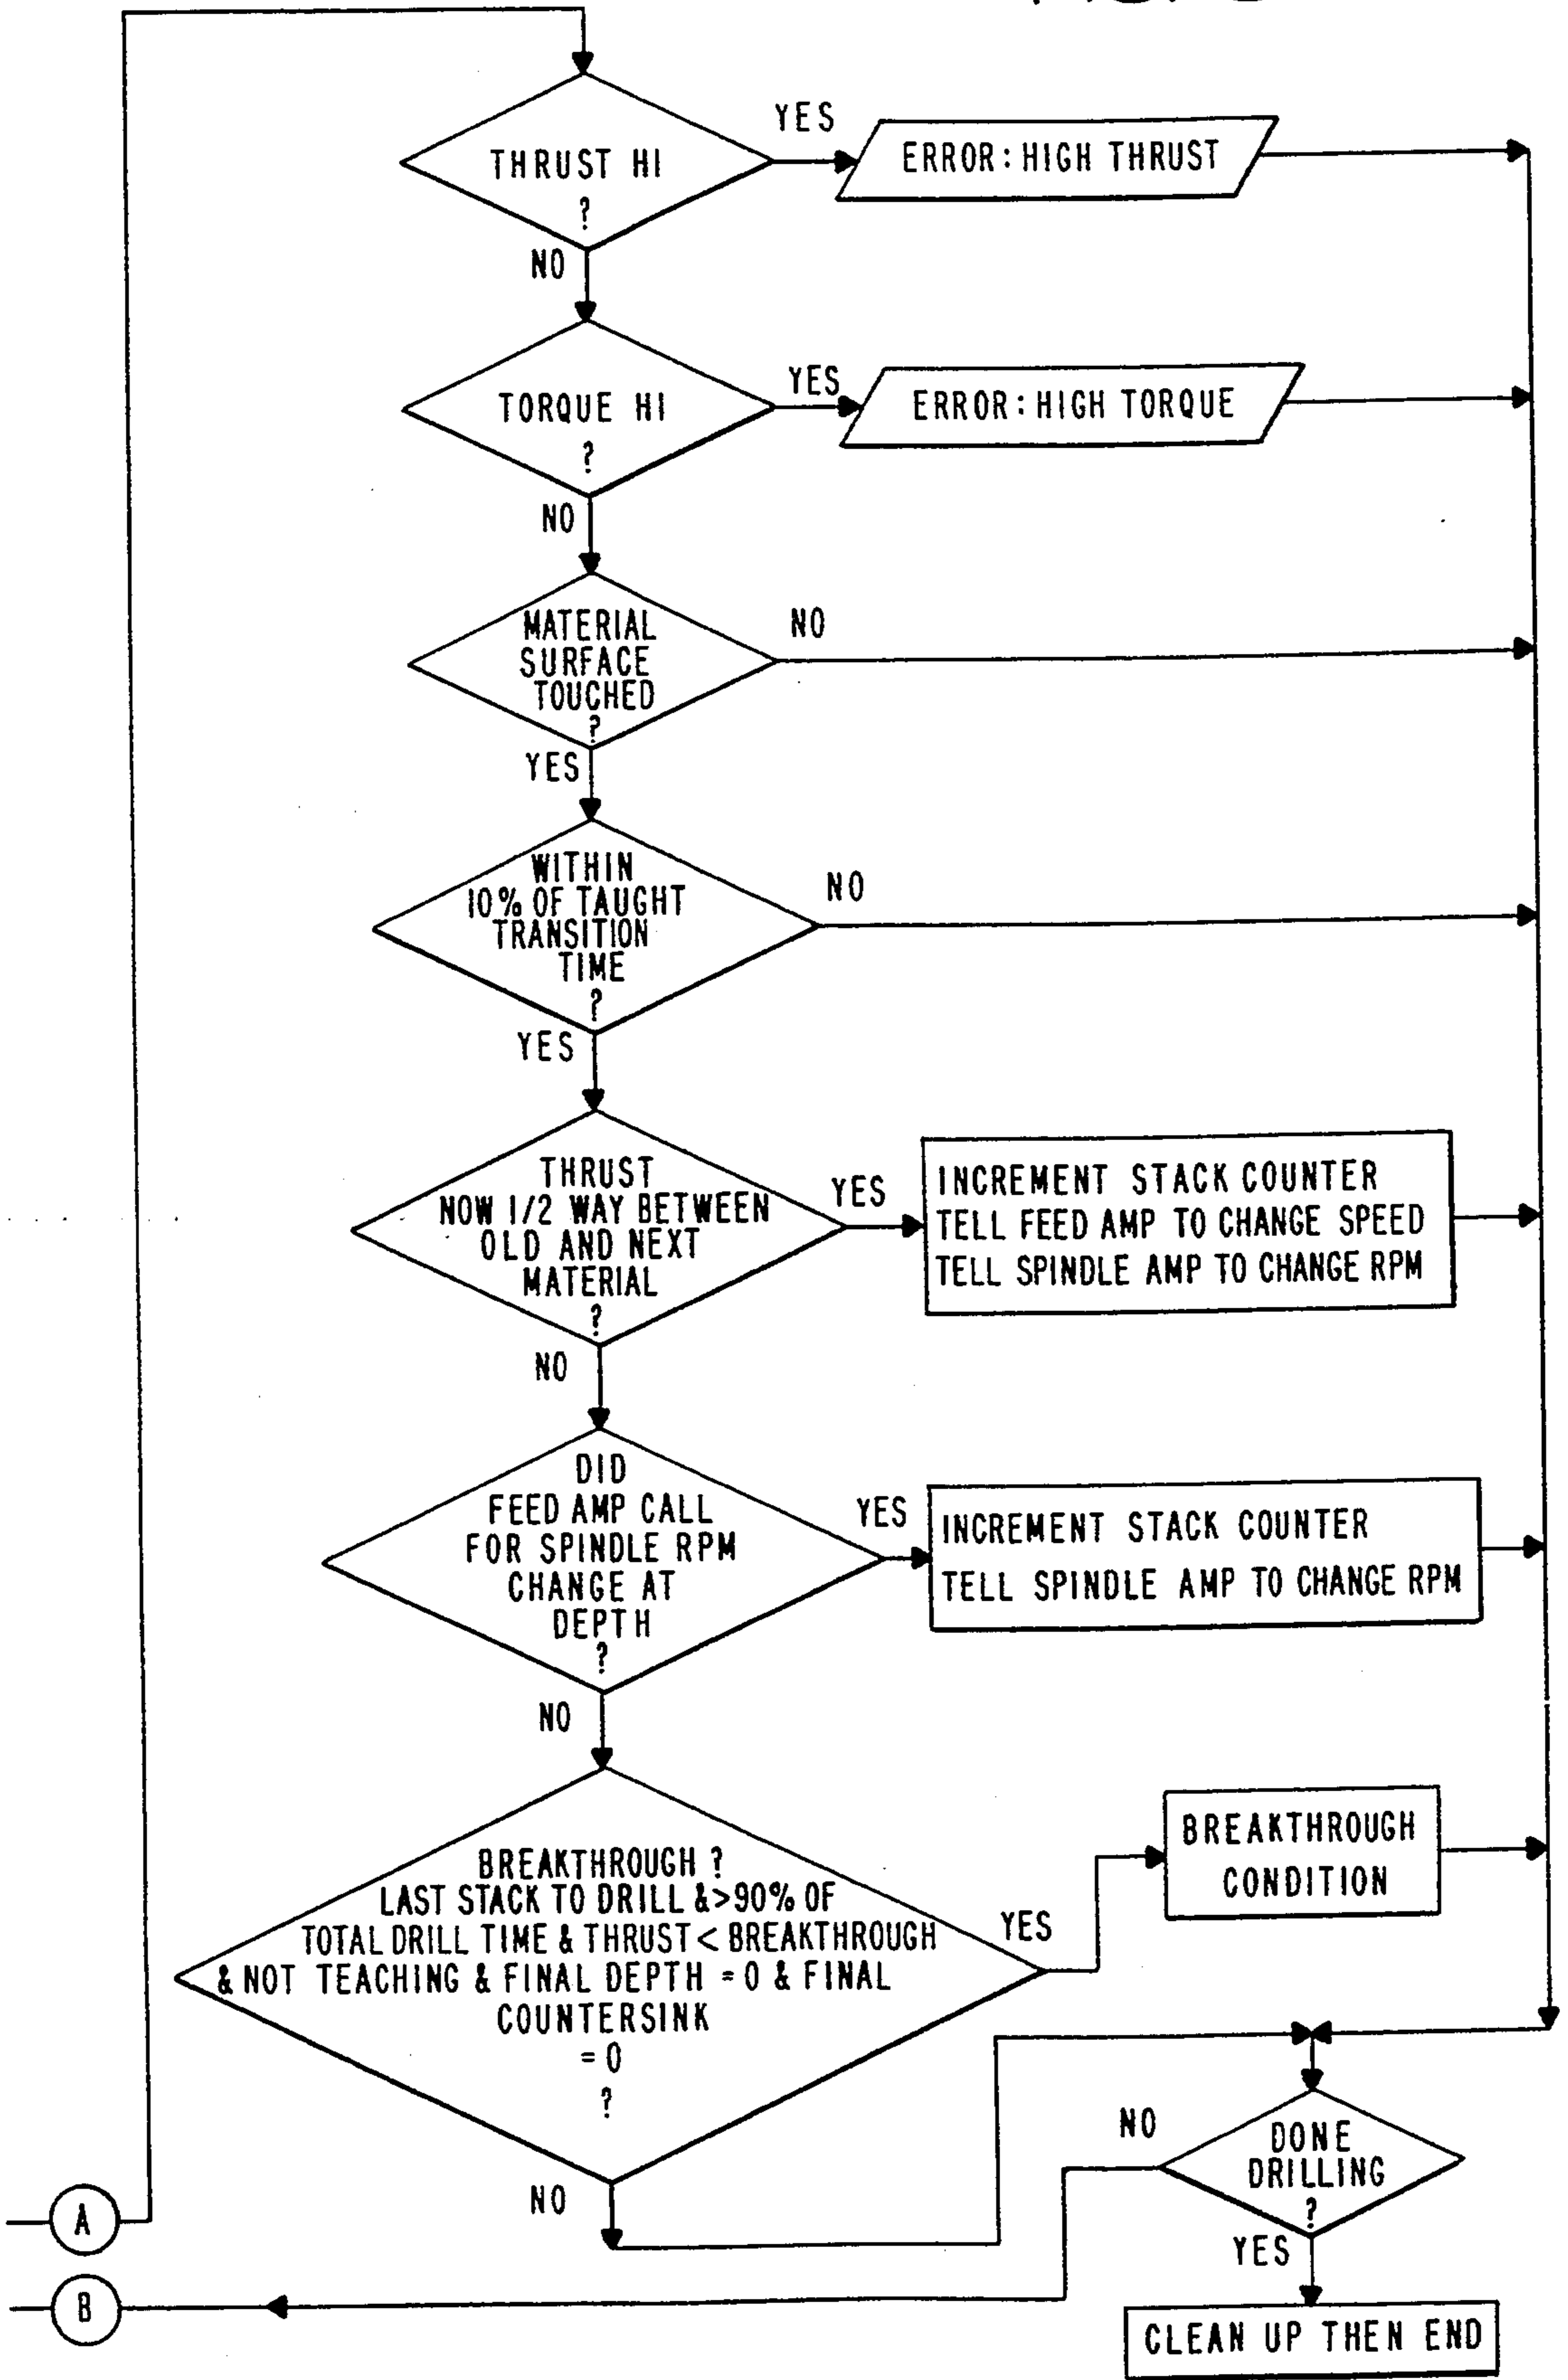 YES
THRUST HI
?
ERROR: HIGH THRUST
NO
YES
TORQUE HI
?
ERROR: HIGH TORQUE
NO
MATERIAL
SURFACE
TOUCHED
?
NO
YES
WITHIN
10% OF TAUGHT
TRANSITION
TIME
?
NO
YES
THRUST
NOW 1/2 WAY BETWEEN
OLD AND NEXT
MATERIAL
?
YES
INCREMENT STACK COUNTER
TELL FEED AMP TO CHANGE SPEED
TELL SPINDLE AMP TO CHANGE RPM
NO
DID
FEED AMP CALL
FOR SPINDLE RPM
CHANGE AT
DEPTH
?
YES
INCREMENT STACK COUNTER
TELL SPINDLE AMP TO CHANGE RPM
NO
BREAKTHROUGH ?
LAST STACK TO DRILL &>90% OF
TOTAL DRILL TIME & THRUST < BREAKTHROUGH
& NOT TEACHING & FINAL DEPTH = 0 & FINAL
COUNTERSINK
= 0
?
YES
BREAKTHROUGH
CONDITION
NO
DONE
DRILLING
?
NO
YES
CLEAN UP THEN END
A
B